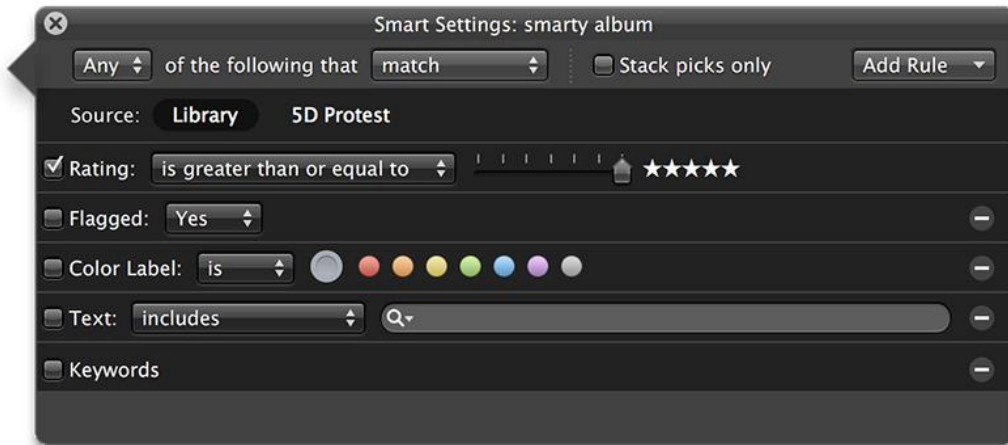 Smart Settings: smarty album
Any of the following that match Stack picks only Add Rule
Source: Library 5D Protest
Rating: is greater than or equal to ★★★★★
Flagged: Yes
Color Label: is
Text: includes
Keywords